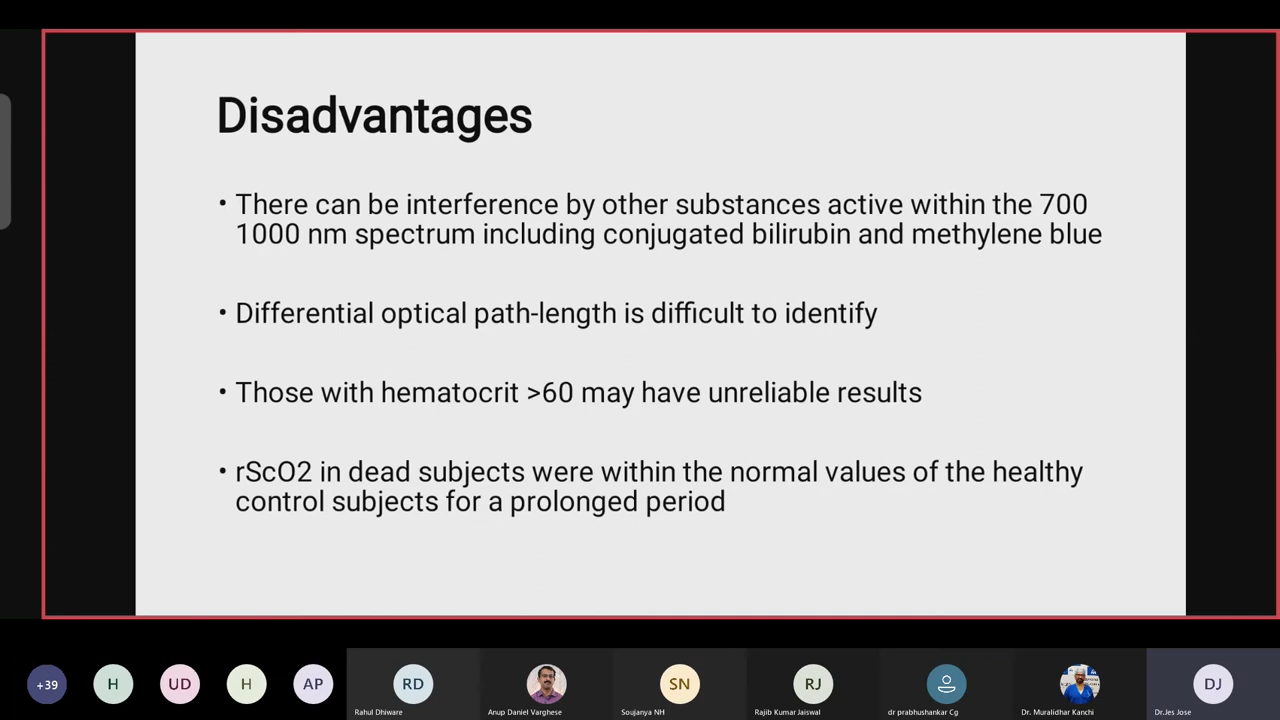 Disadvantages
• There can be interference by other substances active within the 700
1000 nm spectrum including conjugated bilirubin and methylene blue
• Differential optical path-length is difficult to identify
• Those with hematocrit >60 may have unreliable results
• rScO2 in dead subjects were within the normal values of the healthy
control subjects for a prolonged period
+39
H
UD
H
AP
RD
SN
RJ
DJ
Rahul Dhiware
Anup Daniel Varghese
Soujanya NH
Rajib Kumar Jaiswal
dr prabhushankar Cg
Dr. Muralidhar Kanchi
Dr.Jes Jose